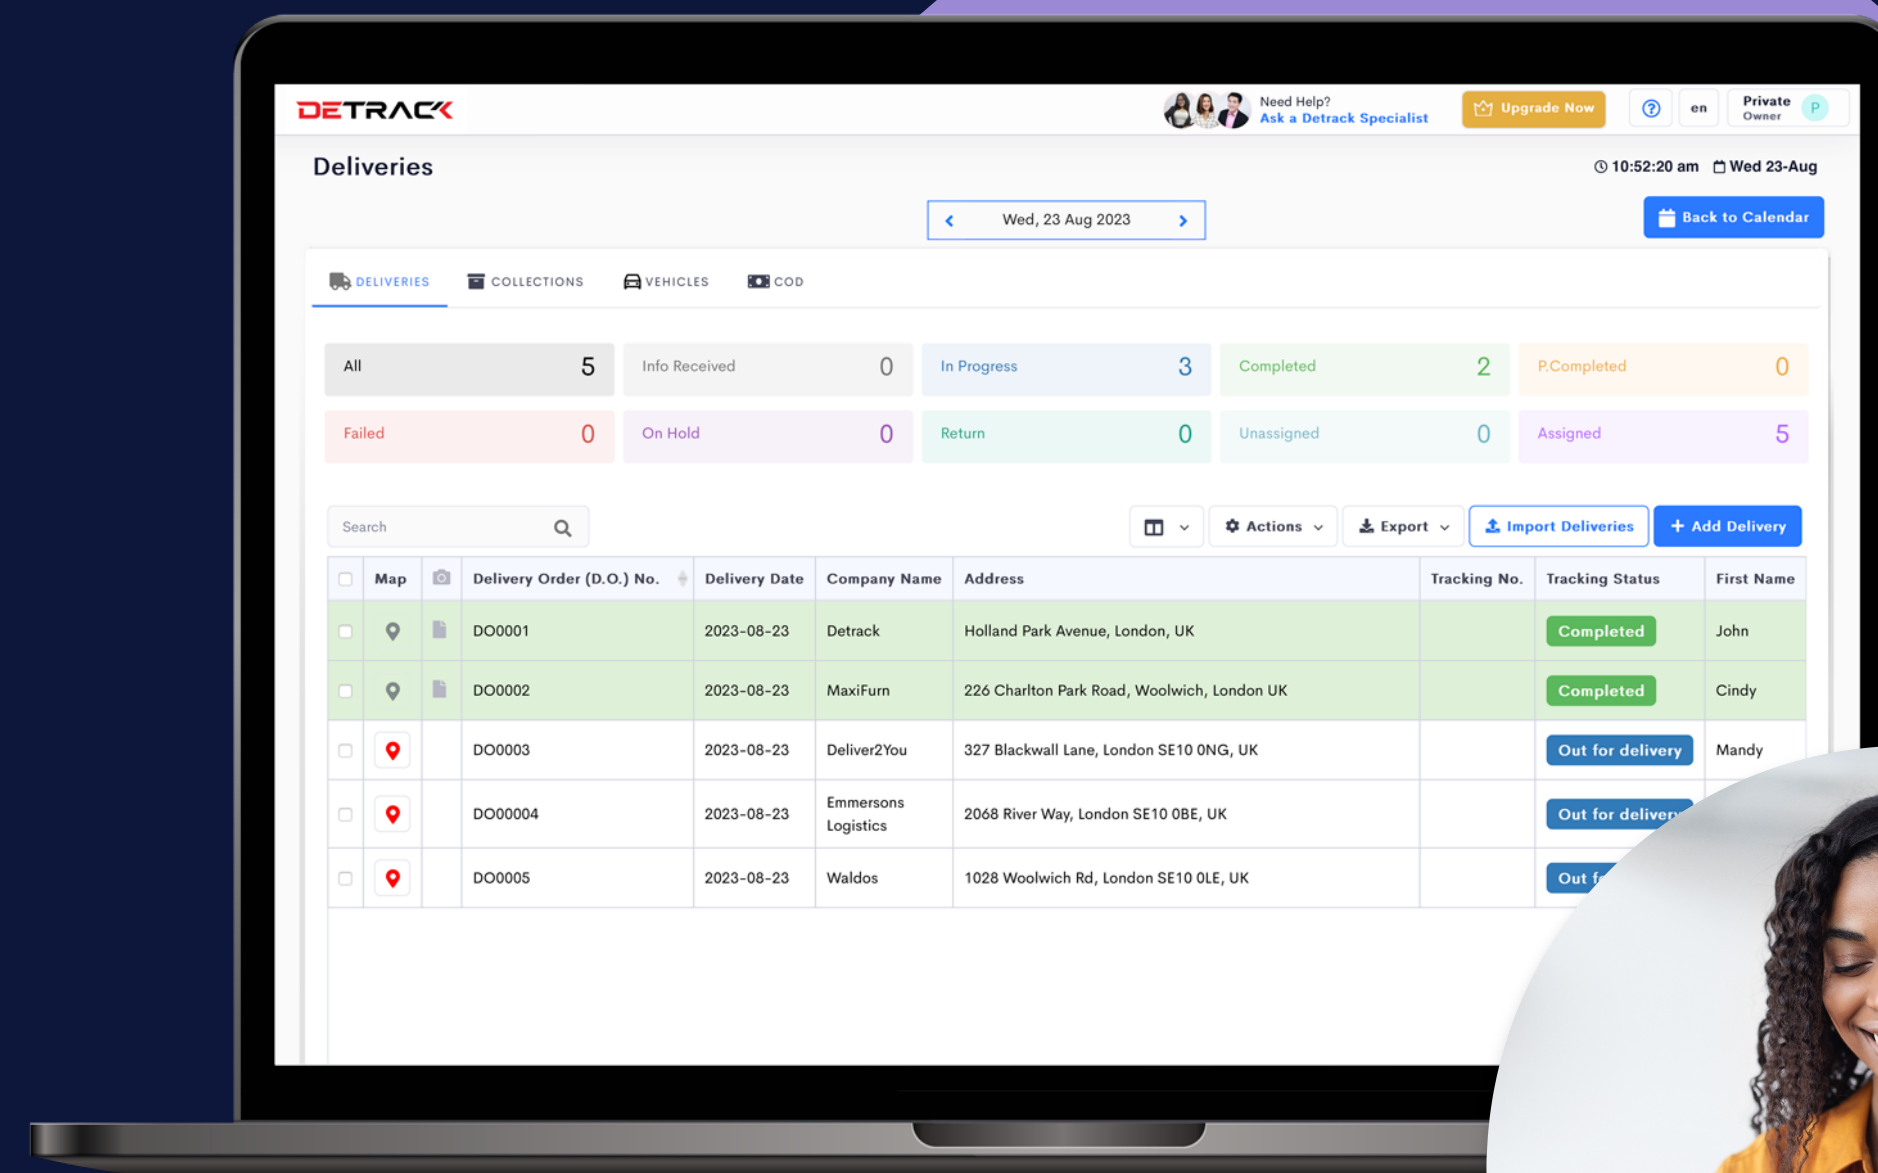 DETRACK
Need Help?
Ask a Detrack Specialist
Upgrade Now
?
en
Private
Owner
P
Deliveries
10:52:20 am Wed 23-Aug
Wed, 23 Aug 2023
Back to Calendar
DELIVERIES COLLECTIONS VEHICLES COD
All 5 Info Received 0 In Progress 3 Completed 2 P.Completed 0
Failed 0 On Hold 0 Return 0 Unassigned 0 Assigned 5
Search Actions Export Import Deliveries + Add Delivery
Map Delivery Order (D.O.) No. Delivery Date Company Name Address Tracking No. Tracking Status First Name
DO0001 2023-08-23 Detrack Holland Park Avenue, London, UK Completed John
DO0002 2023-08-23 MaxiFurn 226 Charlton Park Road, Woolwich, London UK Completed Cindy
DO0003 2023-08-23 Deliver2You 327 Blackwall Lane, London SE10 0NG, UK Out for delivery Mandy
DO00004 2023-08-23 Emmersons Logistics 2068 River Way, London SE10 0BE, UK Out for delivery
DO0005 2023-08-23 Waldos 1028 Woolwich Rd, London SE10 0LE, UK Out